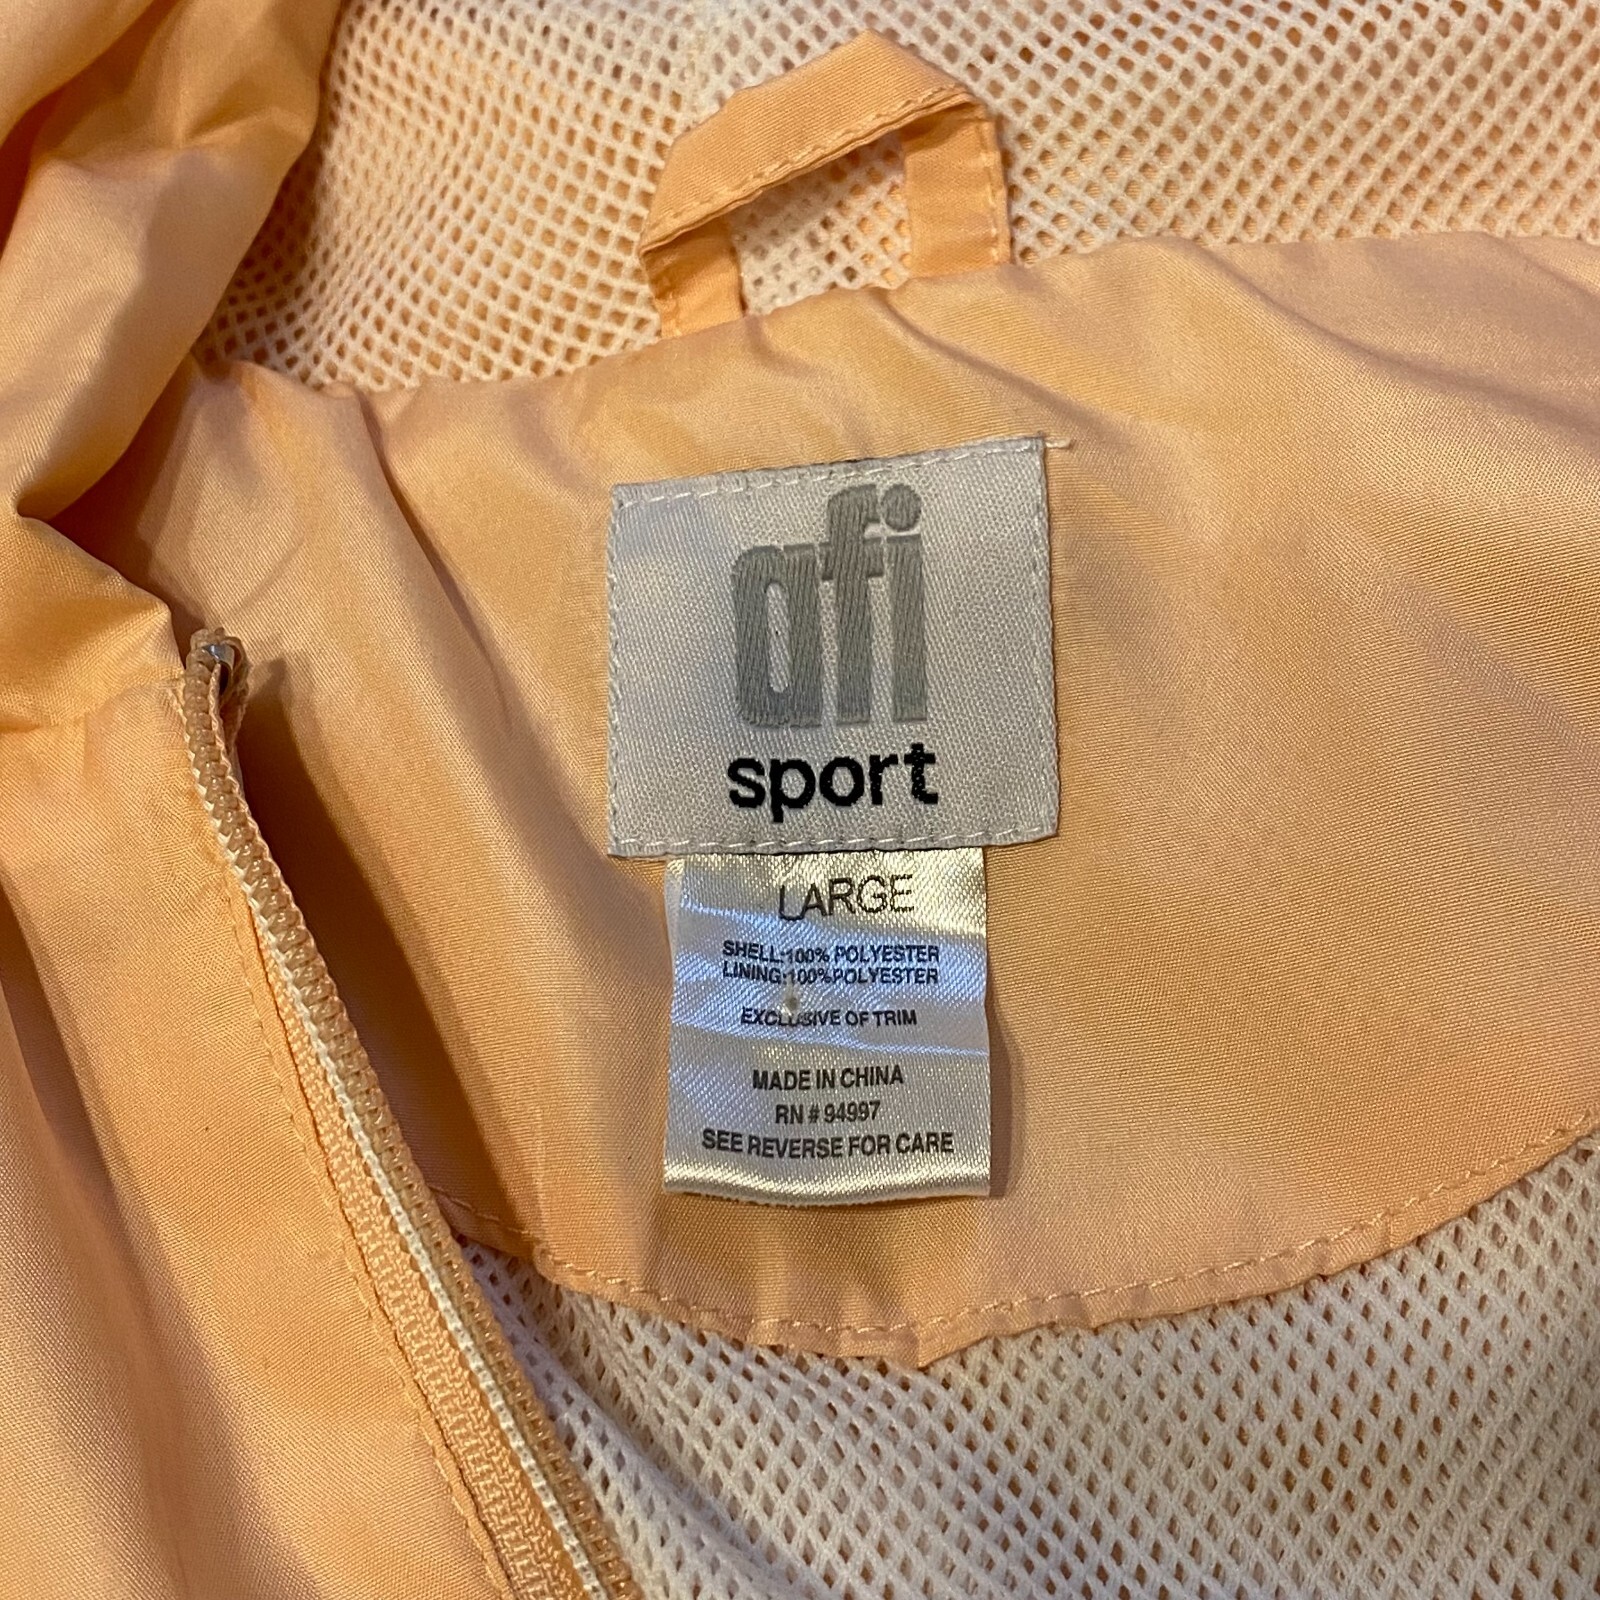 afi
sport
LARGE
SHELL:100% POLYESTER
LINING:100%POLYESTER
EXCLUSIVE OF TRIM
MADE IN CHINA
RN # 94997
SEE REVERSE FOR CARE